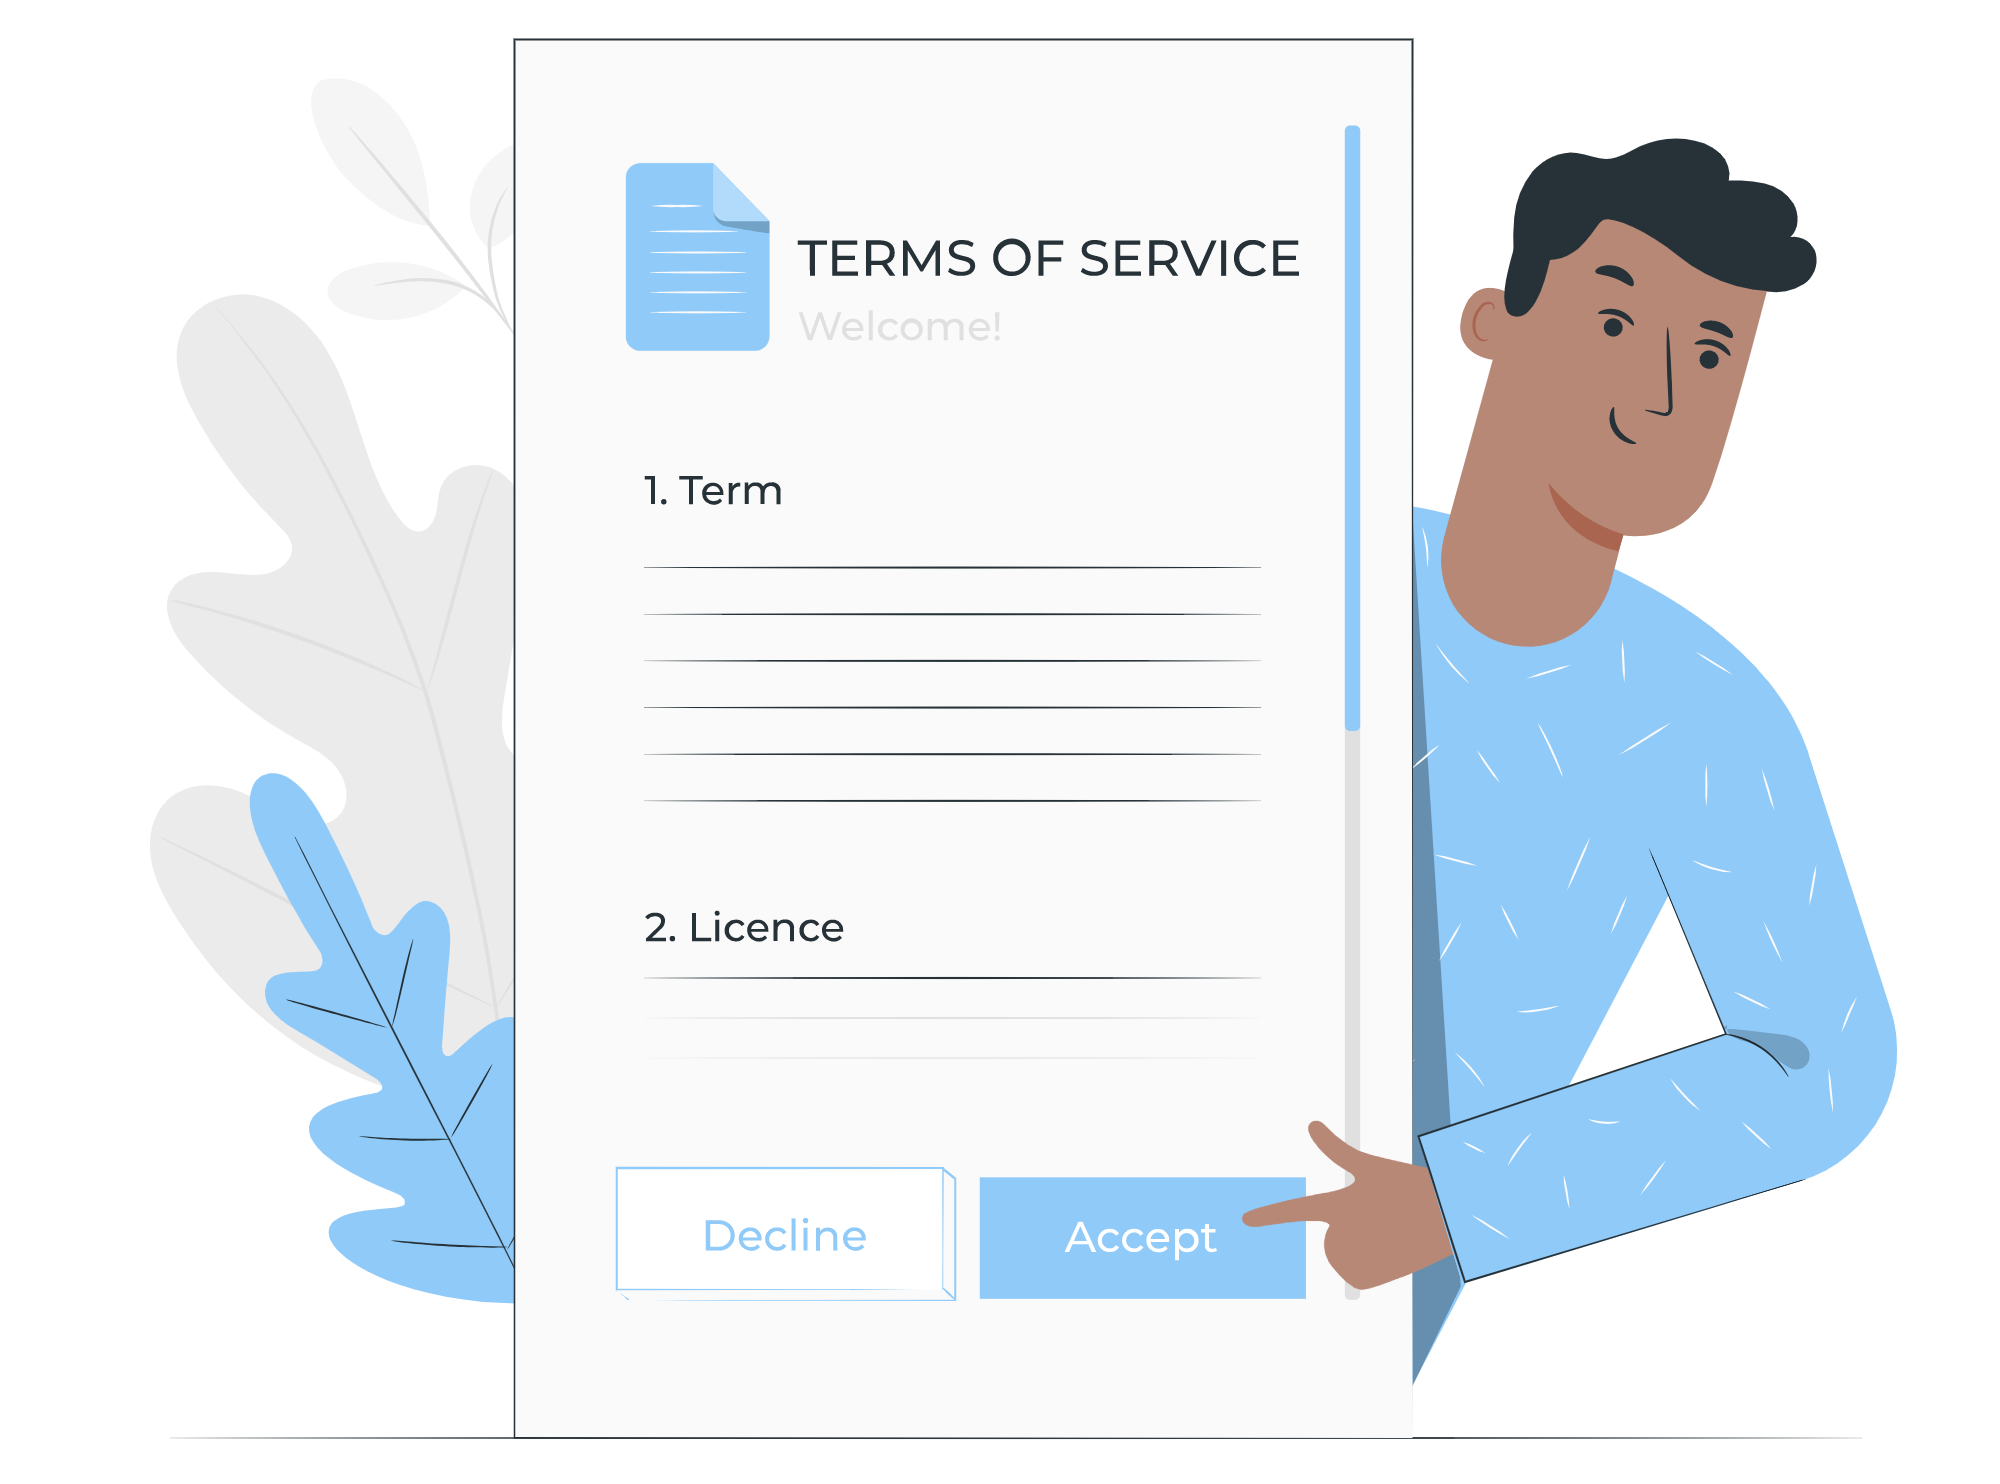 TERMS OF SERVICE
Welcome!
1. Term
2. Licence
Decline
Accept